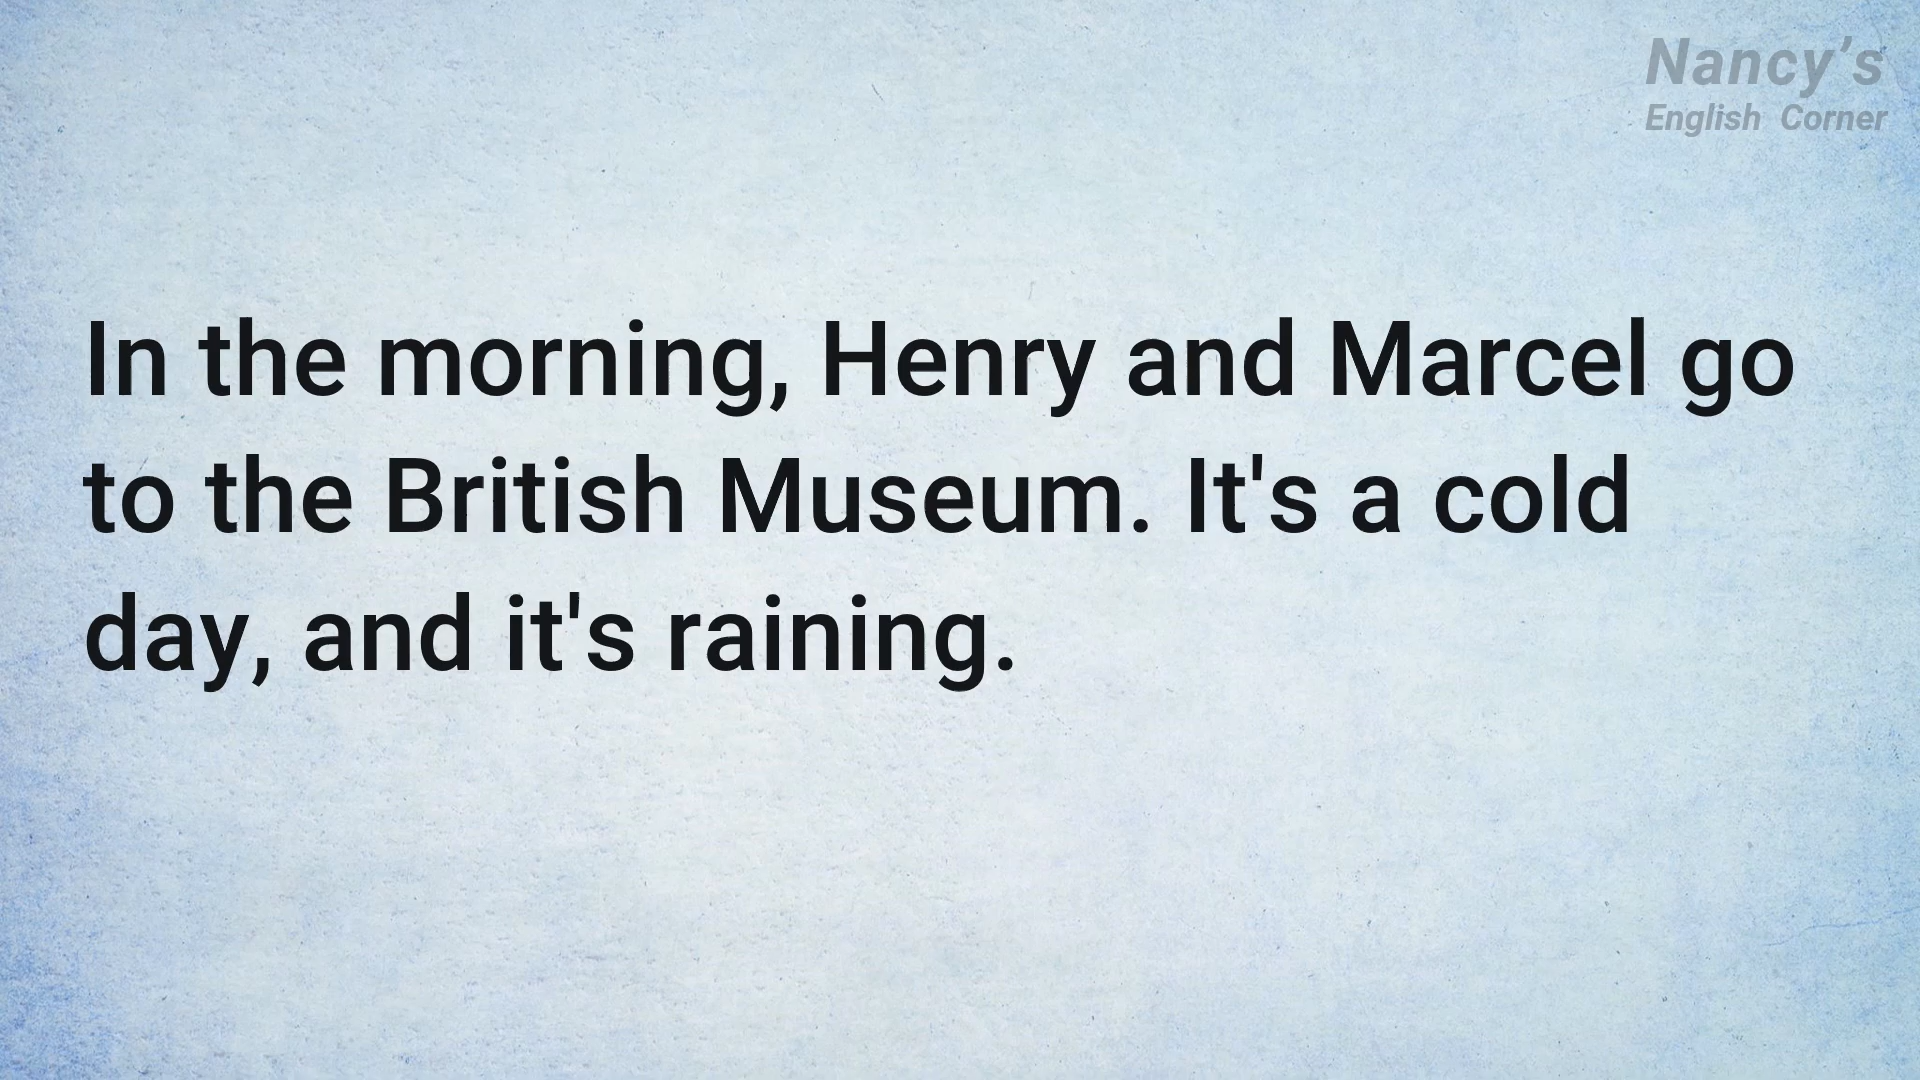 Nancy’s
English Corner
In the morning, Henry and Marcel go
to the British Museum. It's a cold
day, and it's raining.